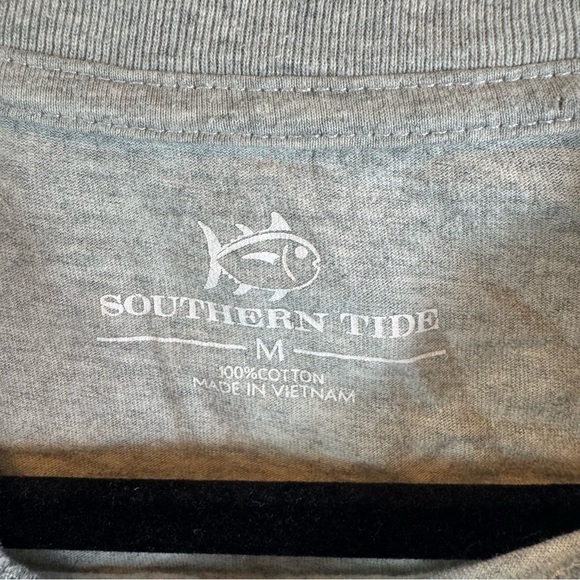 SOUTHERN TIDE
M
100%COTTON
MADE IN VIETNAM